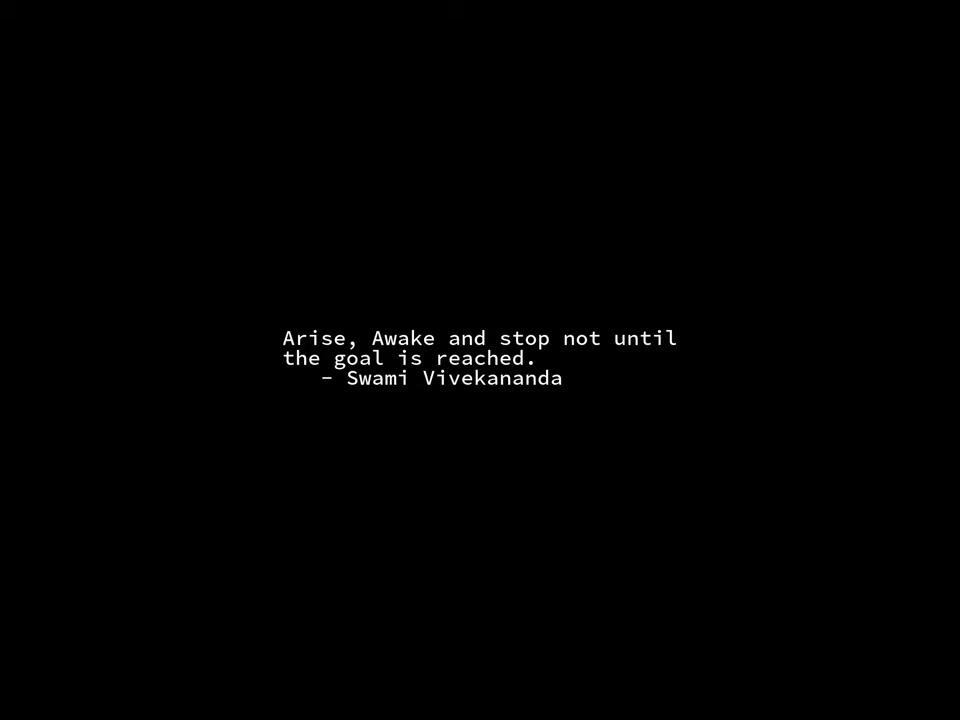 Arise, Awake and stop not until
the goal is reached.
- Swami Vivekananda